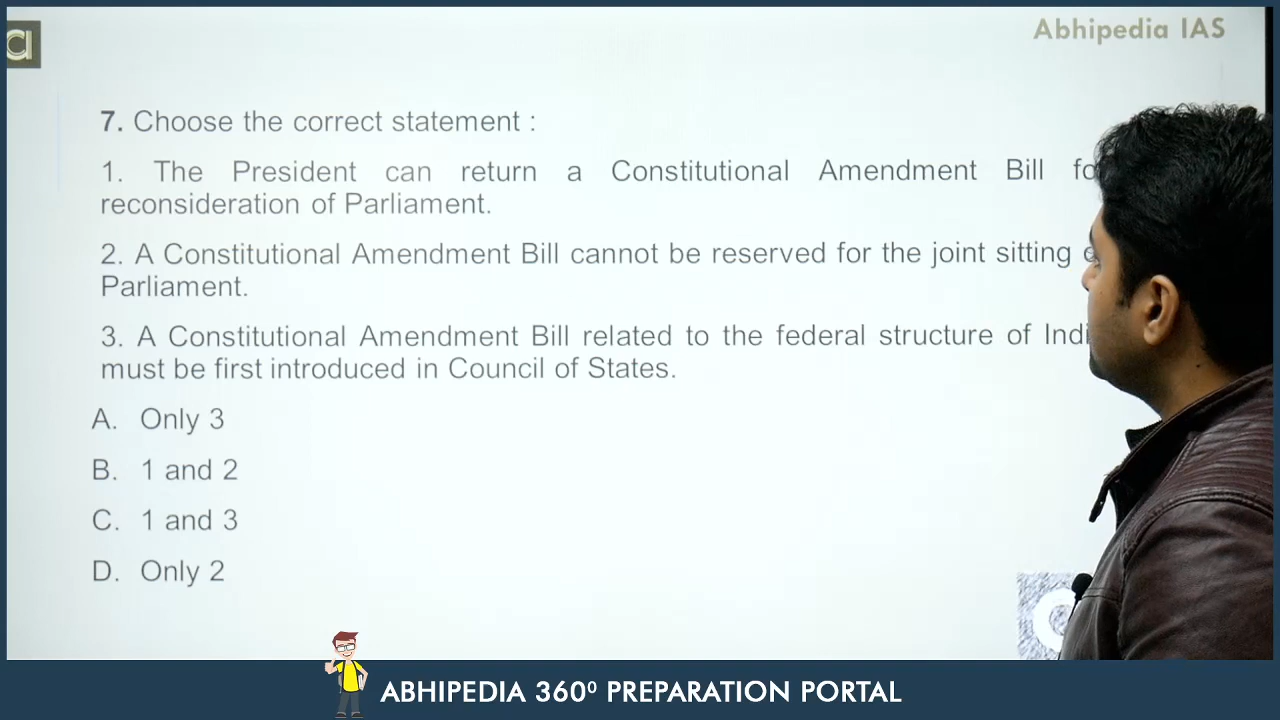 a
Abhipedia IAS
7. Choose the correct statement :
1. The President can return a Constitutional Amendment Bill
reconsideration of Parliament.
2. A Constitutional Amendment Bill cannot be reserved for the joint sitting
Parliament.
3. A Constitutional Amendment Bill related to the federal structure of
must be first introduced in Council of States.
A. Only 3
B. 1 and 2
C. 1 and 3
D. Only 2
ABHIPEDIA 360⁰ PREPARATION PORTAL